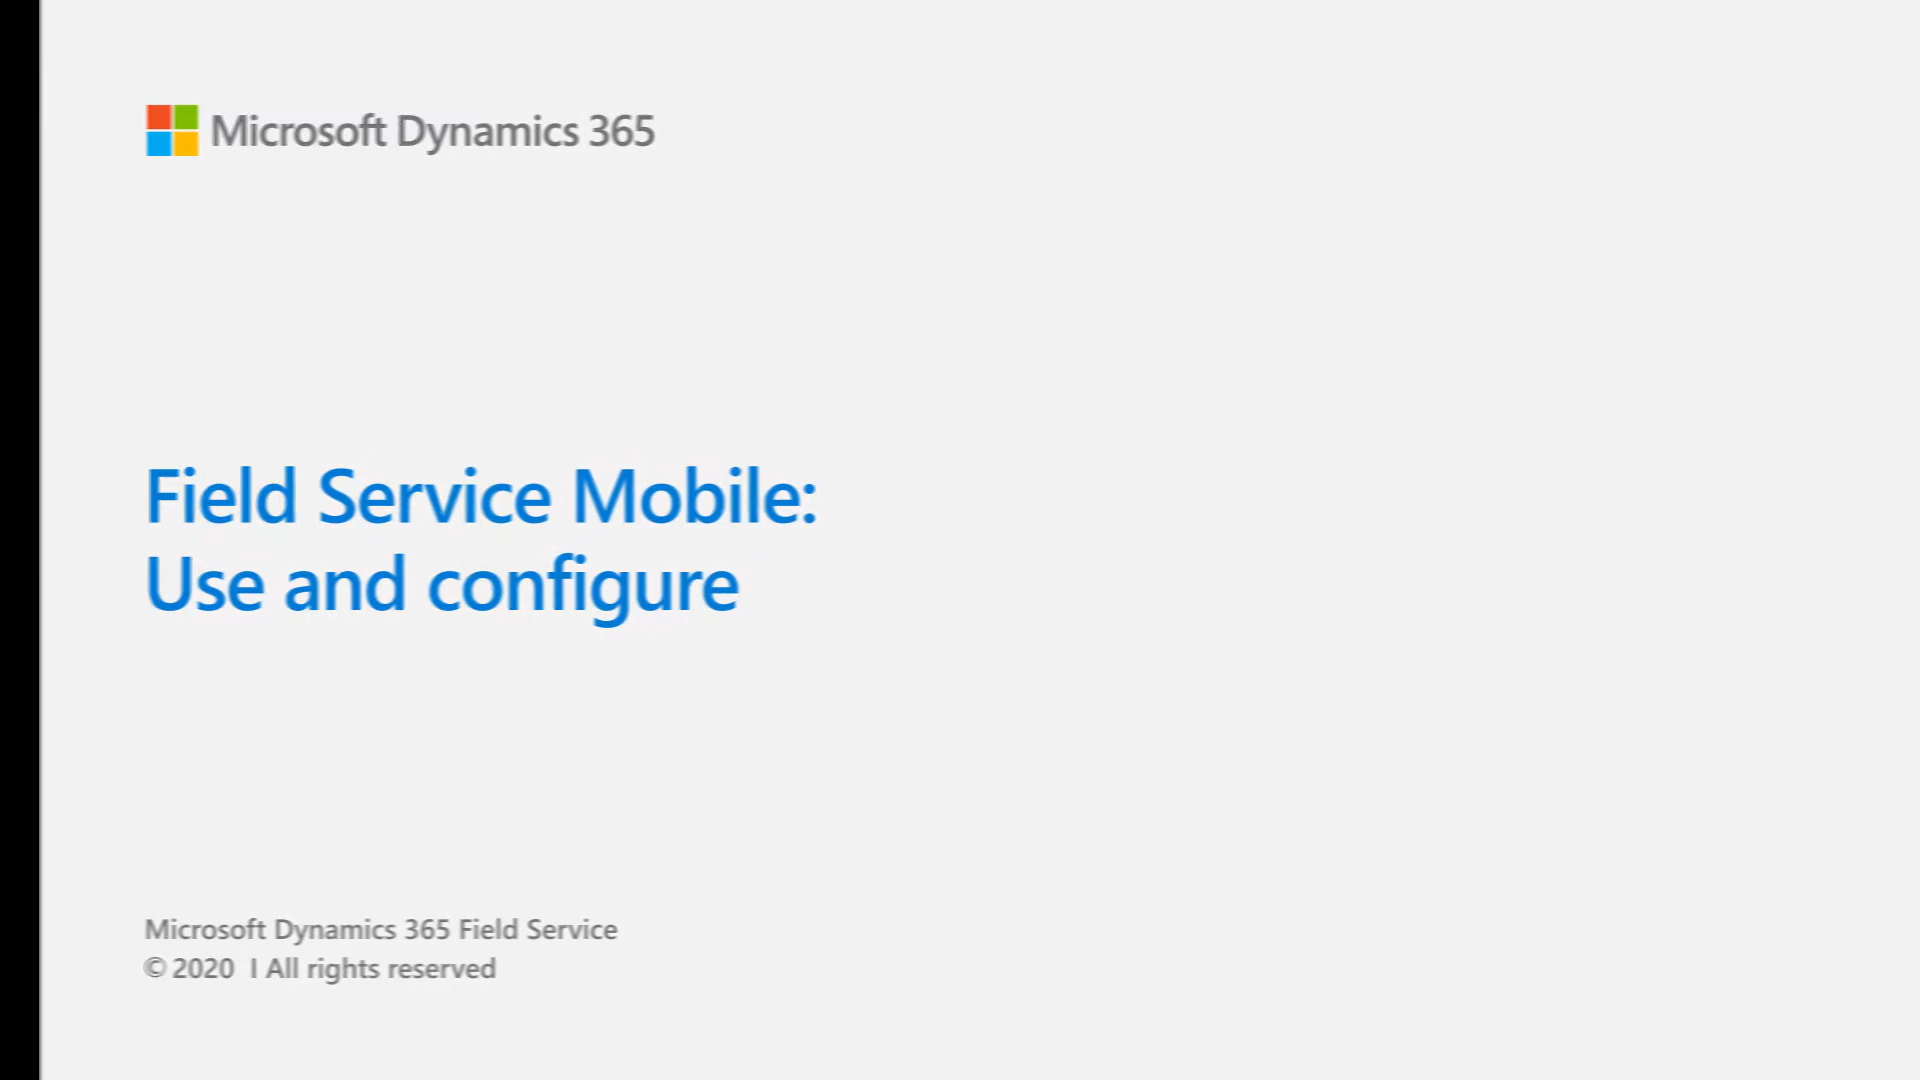 Microsoft Dynamics 365
Field Service Mobile:
Use and configure
Microsoft Dynamics 365 Field Service
© 2020 I All rights reserved